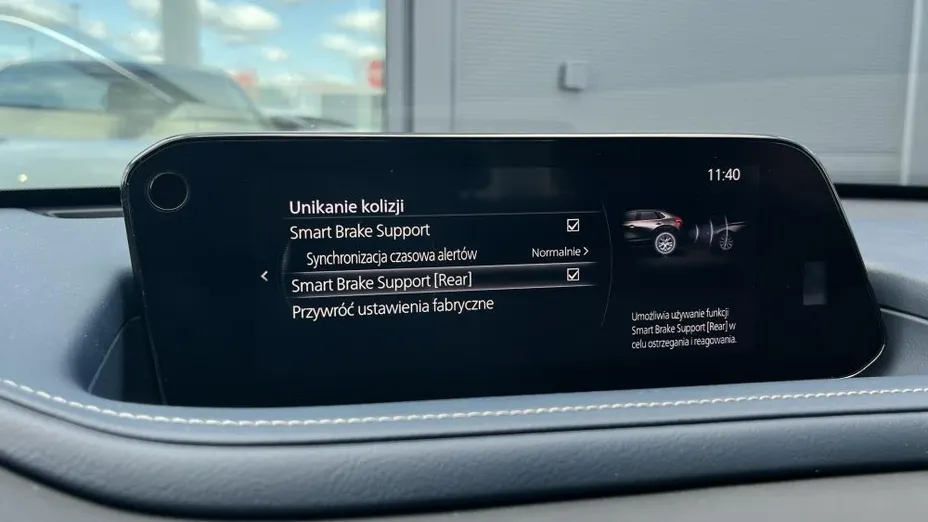 11:40
Unikanie kolizji
Smart Brake Support
Synchronizacja czasowa alertów Normalnie
Smart Brake Support [Rear]
Przywróć ustawienia fabryczne
Umożliwia używanie funkcji
Smart Brake Support [Rear] w
celu ostrzegania i reagowania.